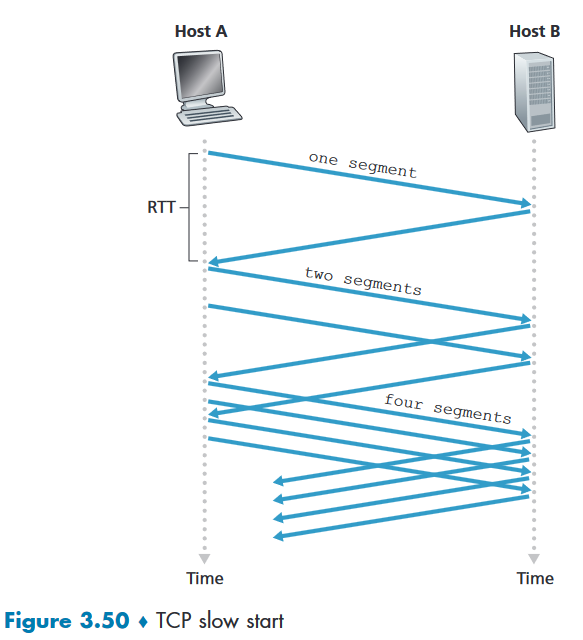 Host A
Host B
one segment
RTT
two segments
four segments
Time
Time
Figure 3.50 ♦ TCP slow start